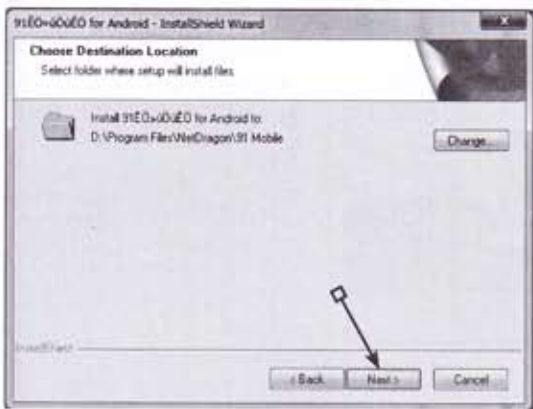 91ÊÖ»úÖúÊÖ for Android - InstallShield Wizard
Choose Destination Location
Select folder where setup will install files.
Install 91ÊÖ»úÖúÊÖ for Android to:
D:\Program Files\NetDragon\91 Mobile
Change...
InstallShield
< Back
Next >
Cancel